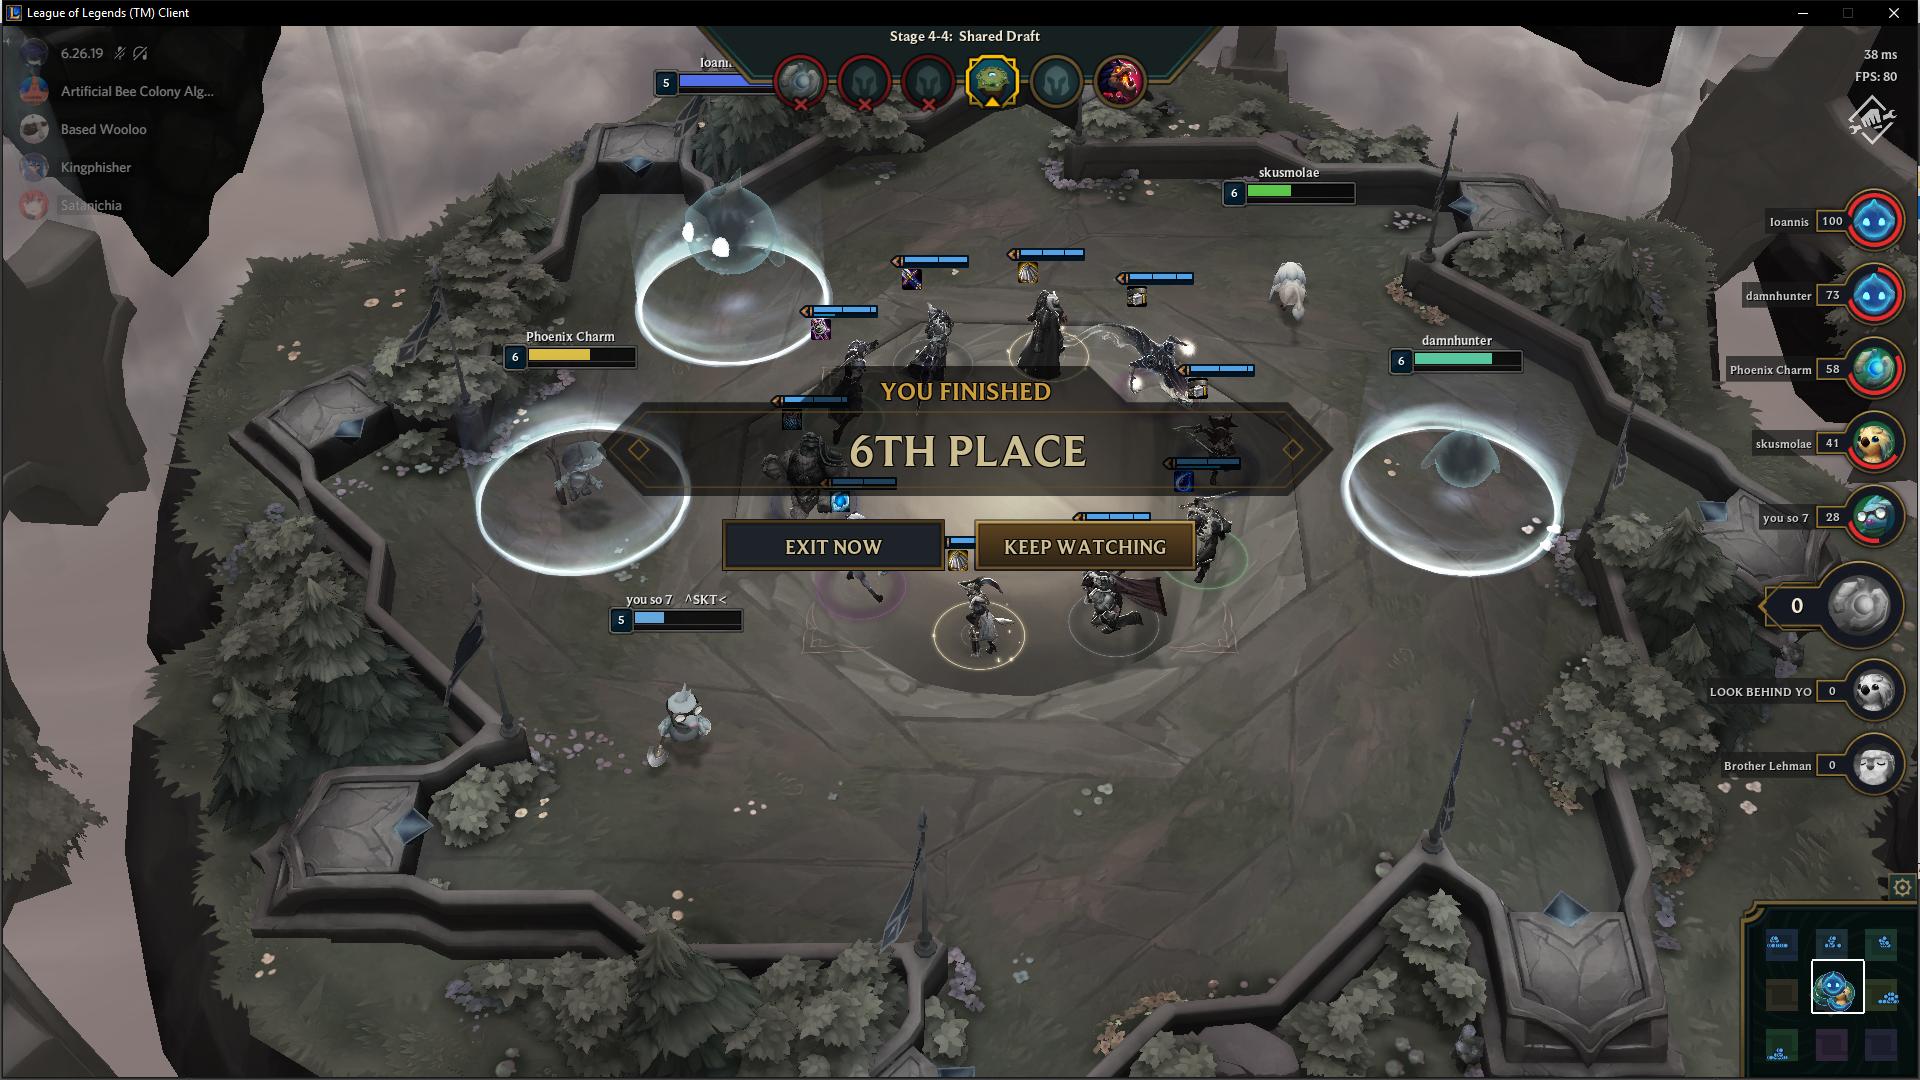 League of Legends (TM) Client
Stage 4-4: Shared Draft
38 ms
FPS: 80
6.26.19
Artificial Bee Colony Alg...
Based Wooloo
Kingphisher
Satanichia
5
skusmolae
6
Phoenix Charm
6
damnhunter
6
Ioannis 100
damnhunter 73
Phoenix Charm 58
skusmolae 41
you so 7 28
0
LOOK BEHIND YO 0
Brother Lehman 0
YOU FINISHED
6TH PLACE
EXIT NOW
KEEP WATCHING
you so 7 ^SKT<
5